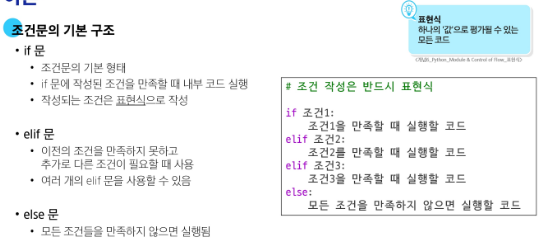 조건문의 기본 구조
• if 문
• 조건문의 기본 형태
• if 문에 작성된 조건을 만족할 때 내부 코드 실행
• 작성되는 조건은 표현식으로 작성
• elif 문
• 이전의 조건을 만족하지 못하고
추가로 다른 조건이 필요할 때 사용
• 여러 개의 elif 문을 사용할 수 있음
• else 문
• 모든 조건들을 만족하지 않으면 실행됨
표현식
하나의 '값'으로 평가될 수 있는
모든 코드
# 조건 작성은 반드시 표현식
if 조건1:
조건1을 만족할 때 실행할 코드
elif 조건2:
조건2를 만족할 때 실행할 코드
elif 조건3:
조건3을 만족할 때 실행할 코드
else:
모든 조건을 만족하지 않으면 실행할 코드